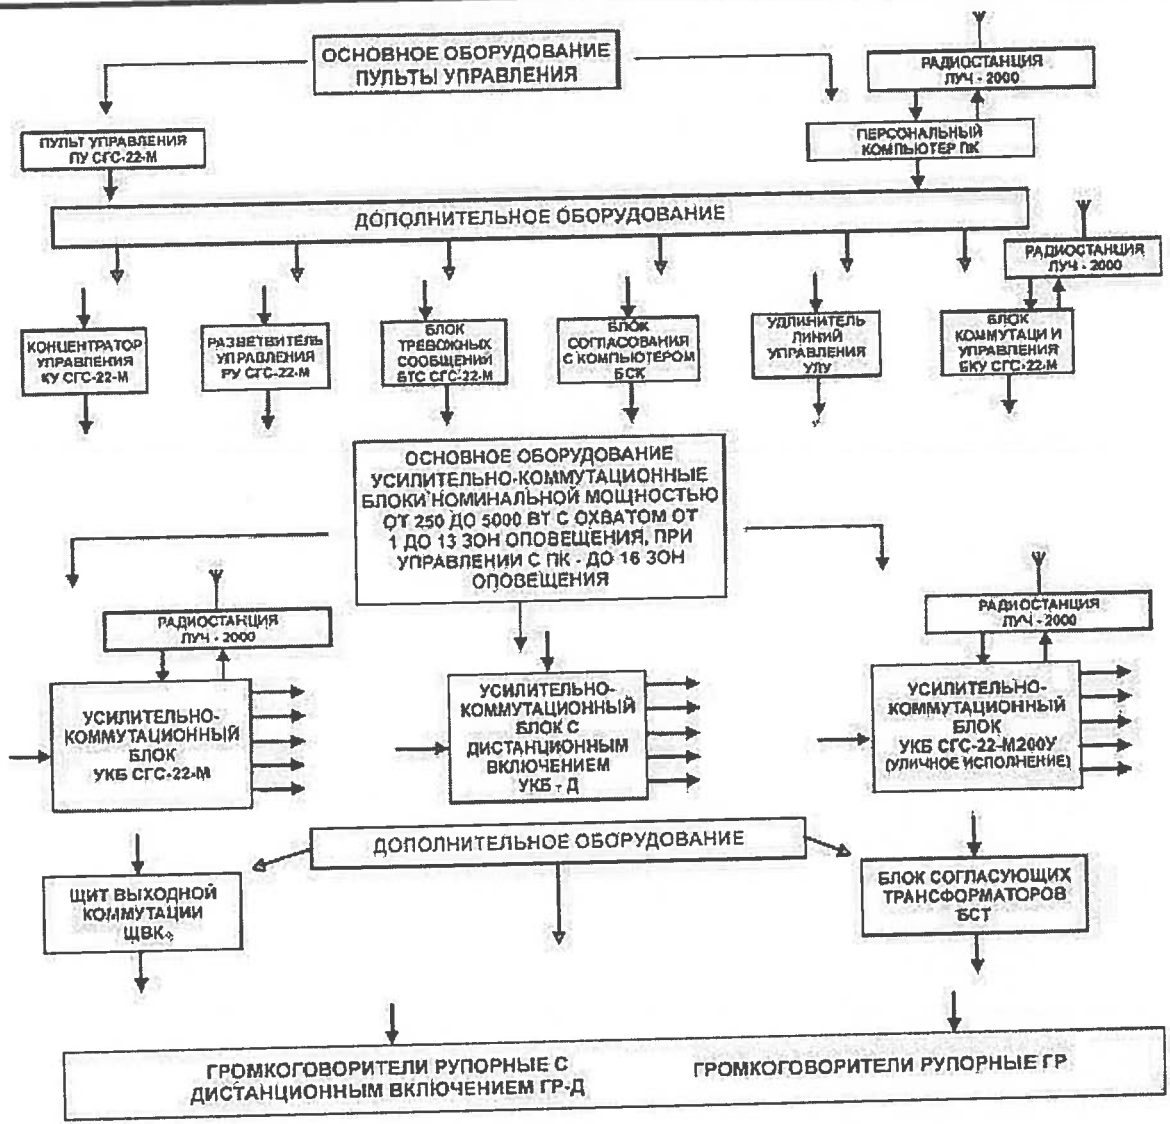 ОСНОВНОЕ ОБОРУДОВАНИЕ
ПУЛЬТЫ УПРАВЛЕНИЯ
РАДИОСТАНЦИЯ
ЛУЧ - 2000
ПУЛЬТ УПРАВЛЕНИЯ
ПУ СГС-22-М
ПЕРСОНАЛЬНЫЙ
КОМПЬЮТЕР ПК
ДОПОЛНИТЕЛЬНОЕ ОБОРУДОВАНИЕ
РАДИОСТАНЦИЯ
ЛУЧ - 2000
КОНЦЕНТРАТОР
УПРАВЛЕНИЯ
КУ СГС-22-М
РАЗВЕТВИТЕЛЬ
УПРАВЛЕНИЯ
РУ СГС-22-М
БЛОК
ТРЕВОЖНЫХ
СООБЩЕНИЙ
БТС СГС-22-М
БЛОК
СОГЛАСОВАНИЯ
С КОМПЬЮТЕРОМ
БСК
УДЛИНИТЕЛЬ
ЛИНИЙ
УПРАВЛЕНИЯ
УЛУ
БЛОК
КОММУТАЦИ И
УПРАВЛЕНИЯ
БКУ СГС-22-М
ОСНОВНОЕ ОБОРУДОВАНИЕ
УСИЛИТЕЛЬНО-КОММУТАЦИОННЫЕ
БЛОКИ НОМИНАЛЬНОЙ МОЩНОСТЬЮ
ОТ 250 ДО 5000 ВТ С ОХВАТОМ ОТ
1 ДО 13 ЗОН ОПОВЕЩЕНИЯ, ПРИ
УПРАВЛЕНИИ С ПК - ДО 16 ЗОН
ОПОВЕЩЕНИЯ
РАДИОСТАНЦИЯ
ЛУЧ - 2000
РАДИОСТАНЦИЯ
ЛУЧ - 2000
УСИЛИТЕЛЬНО-
КОММУТАЦИОННЫЙ
БЛОК
УКБ СГС-22-М
УСИЛИТЕЛЬНО-
КОММУТАЦИОННЫЙ
БЛОК С
ДИСТАНЦИОННЫМ
ВКЛЮЧЕНИЕМ
УКБ - Д
УСИЛИТЕЛЬНО-
КОММУТАЦИОННЫЙ
БЛОК
УКБ СГС-22-М200У
(УЛИЧНОЕ ИСПОЛНЕНИЕ)
ДОПОЛНИТЕЛЬНОЕ ОБОРУДОВАНИЕ
ЩИТ ВЫХОДНОЙ
КОММУТАЦИИ
ЩВК
БЛОК СОГЛАСУЮЩИХ
ТРАНСФОРМАТОРОВ
БСТ
ГРОМКОГОВОРИТЕЛИ РУПОРНЫЕ С
ДИСТАНЦИОННЫМ ВКЛЮЧЕНИЕМ ГР-Д
ГРОМКОГОВОРИТЕЛИ РУПОРНЫЕ ГР